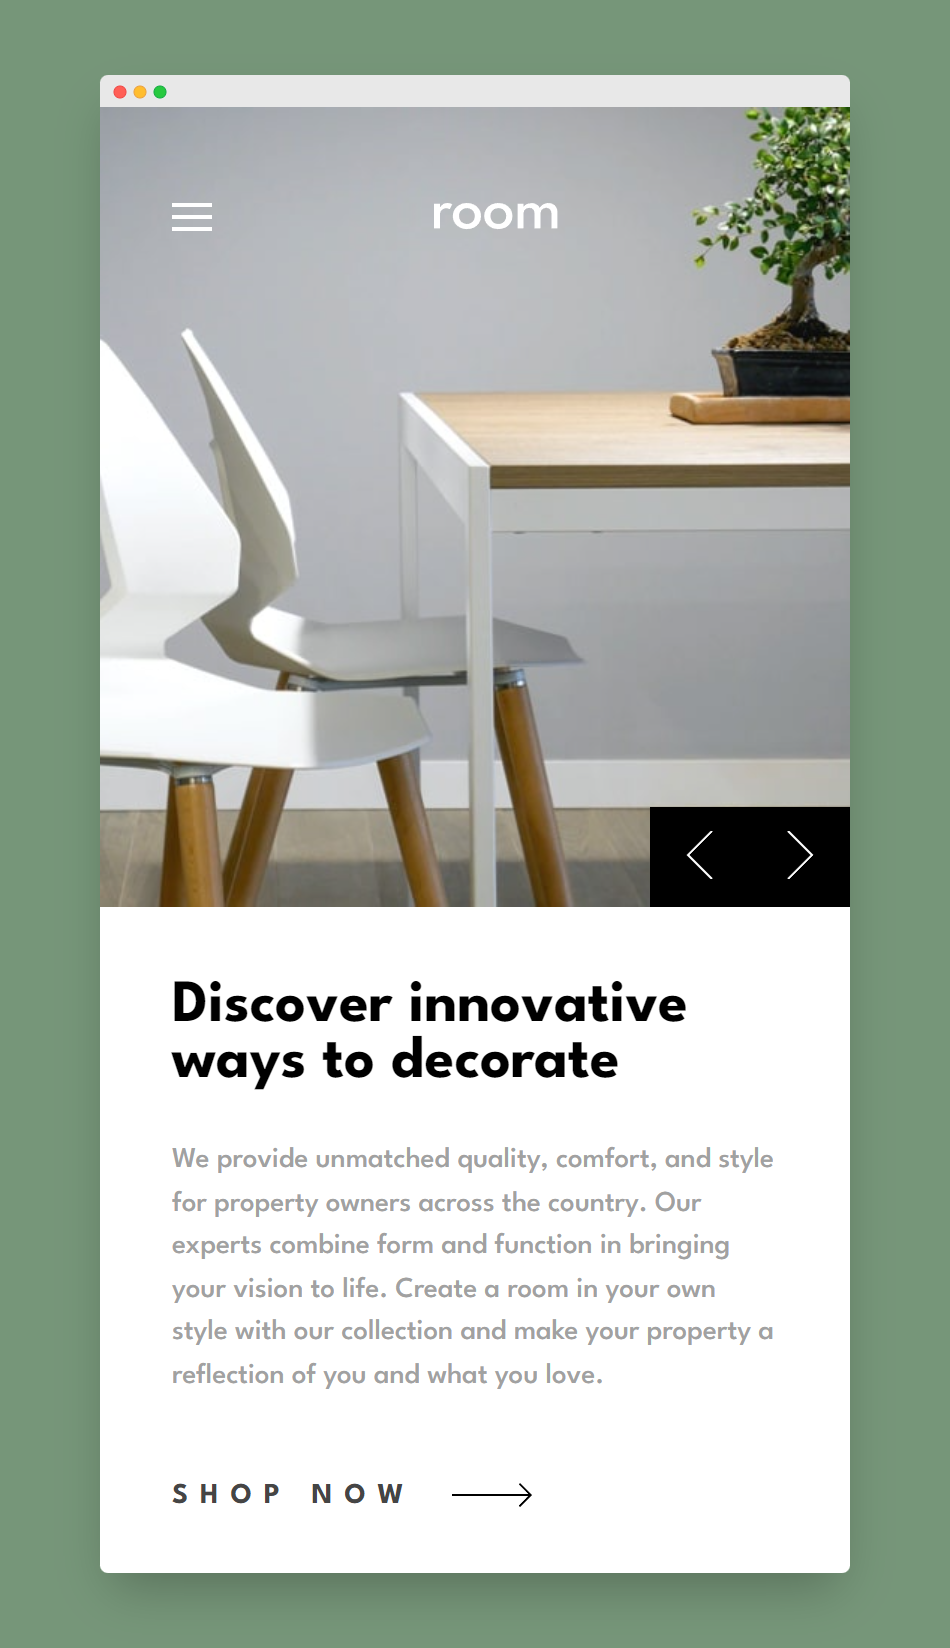 room
Discover innovative
ways to decorate
We provide unmatched quality, comfort, and style
for property owners across the country. Our
experts combine form and function in bringing
your vision to life. Create a room in your own
style with our collection and make your property a
reflection of you and what you love.
SHOP NOW